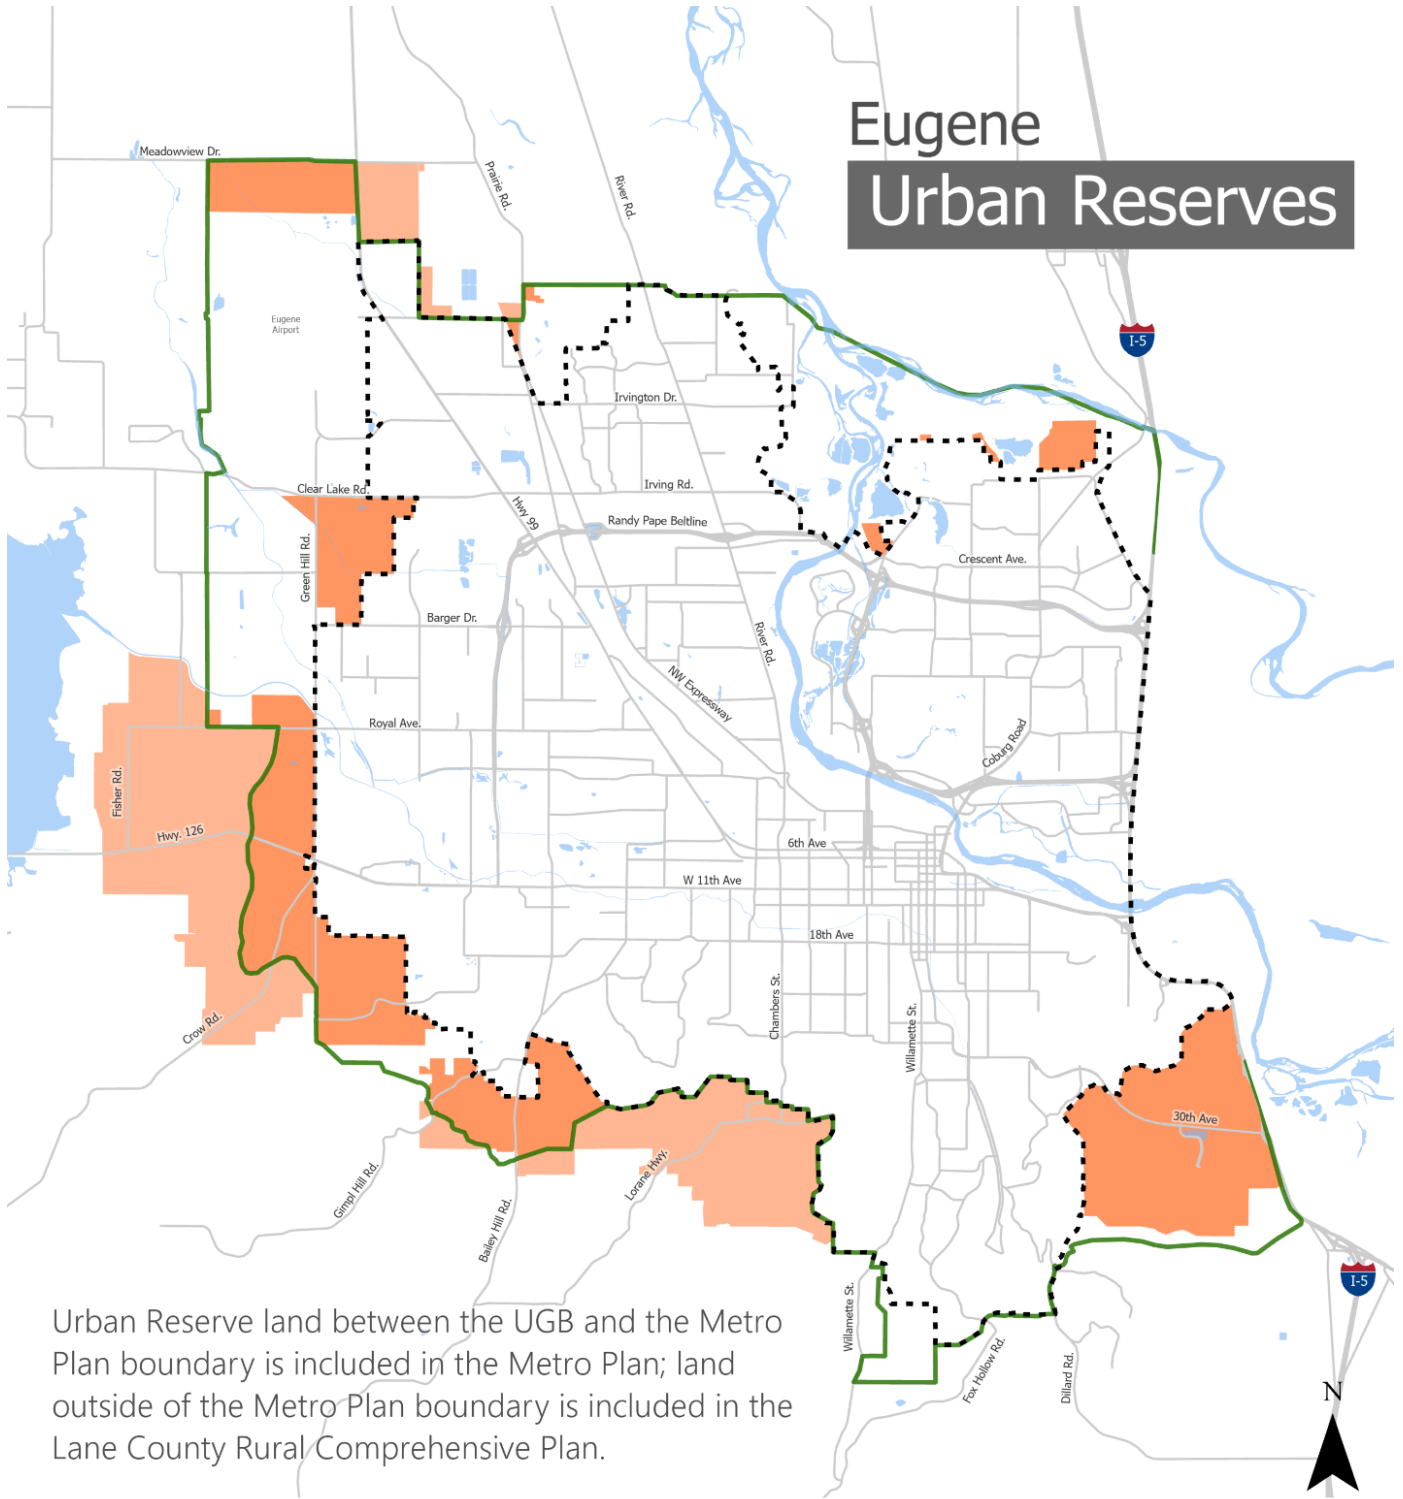 Eugene
Urban Reserves
Meadowview Dr.
Prairie Rd.
River Rd.
Eugene
Airport
I-5
Irvington Dr.
Clear Lake Rd.
Irving Rd.
Hwy 99
Randy Pape Beltline
Green Hill Rd.
Crescent Ave.
Barger Dr.
River Rd.
NW Expressway
Royal Ave.
Coburg Road
Fisher Rd.
Hwy. 126
6th Ave
W 11th Ave
18th Ave
Chambers St.
Willamette St.
Crow Rd.
30th Ave
Gimpl Hill Rd.
Lorane Hwy.
Bailey Hill Rd.
I-5
Willamette St.
Fox Hollow Rd.
Dillard Rd.
Urban Reserve land between the UGB and the Metro
Plan boundary is included in the Metro Plan; land
outside of the Metro Plan boundary is included in the
Lane County Rural Comprehensive Plan.
N